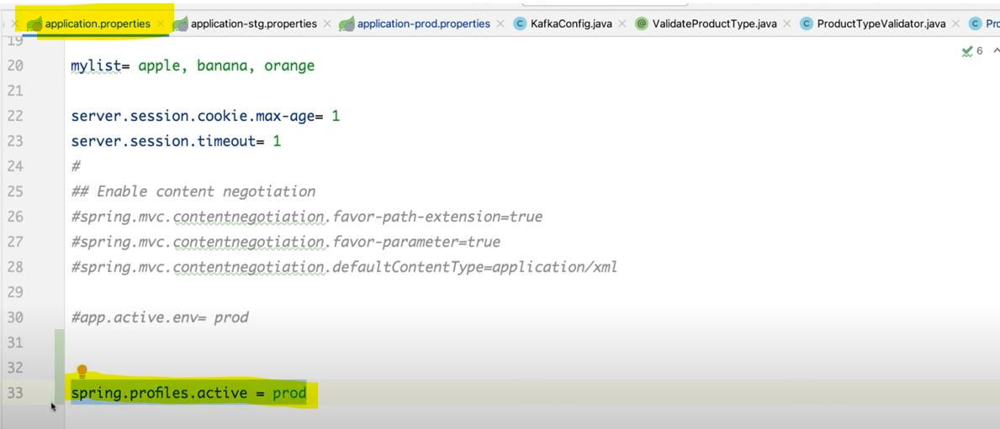 application.properties application-stg.properties application-prod.properties KafkaConfig.java ValidateProductType.java ProductTypeValidator.java
19
6
20 mylist= apple, banana, orange
21
22 server.session.cookie.max-age= 1
23 server.session.timeout= 1
24 #
25 ## Enable content negotiation
26 #spring.mvc.contentnegotiation.favor-path-extension=true
27 #spring.mvc.contentnegotiation.favor-parameter=true
28 #spring.mvc.contentnegotiation.defaultContentType=application/xml
29
30 #app.active.env= prod
31
32
33 spring.profiles.active = prod